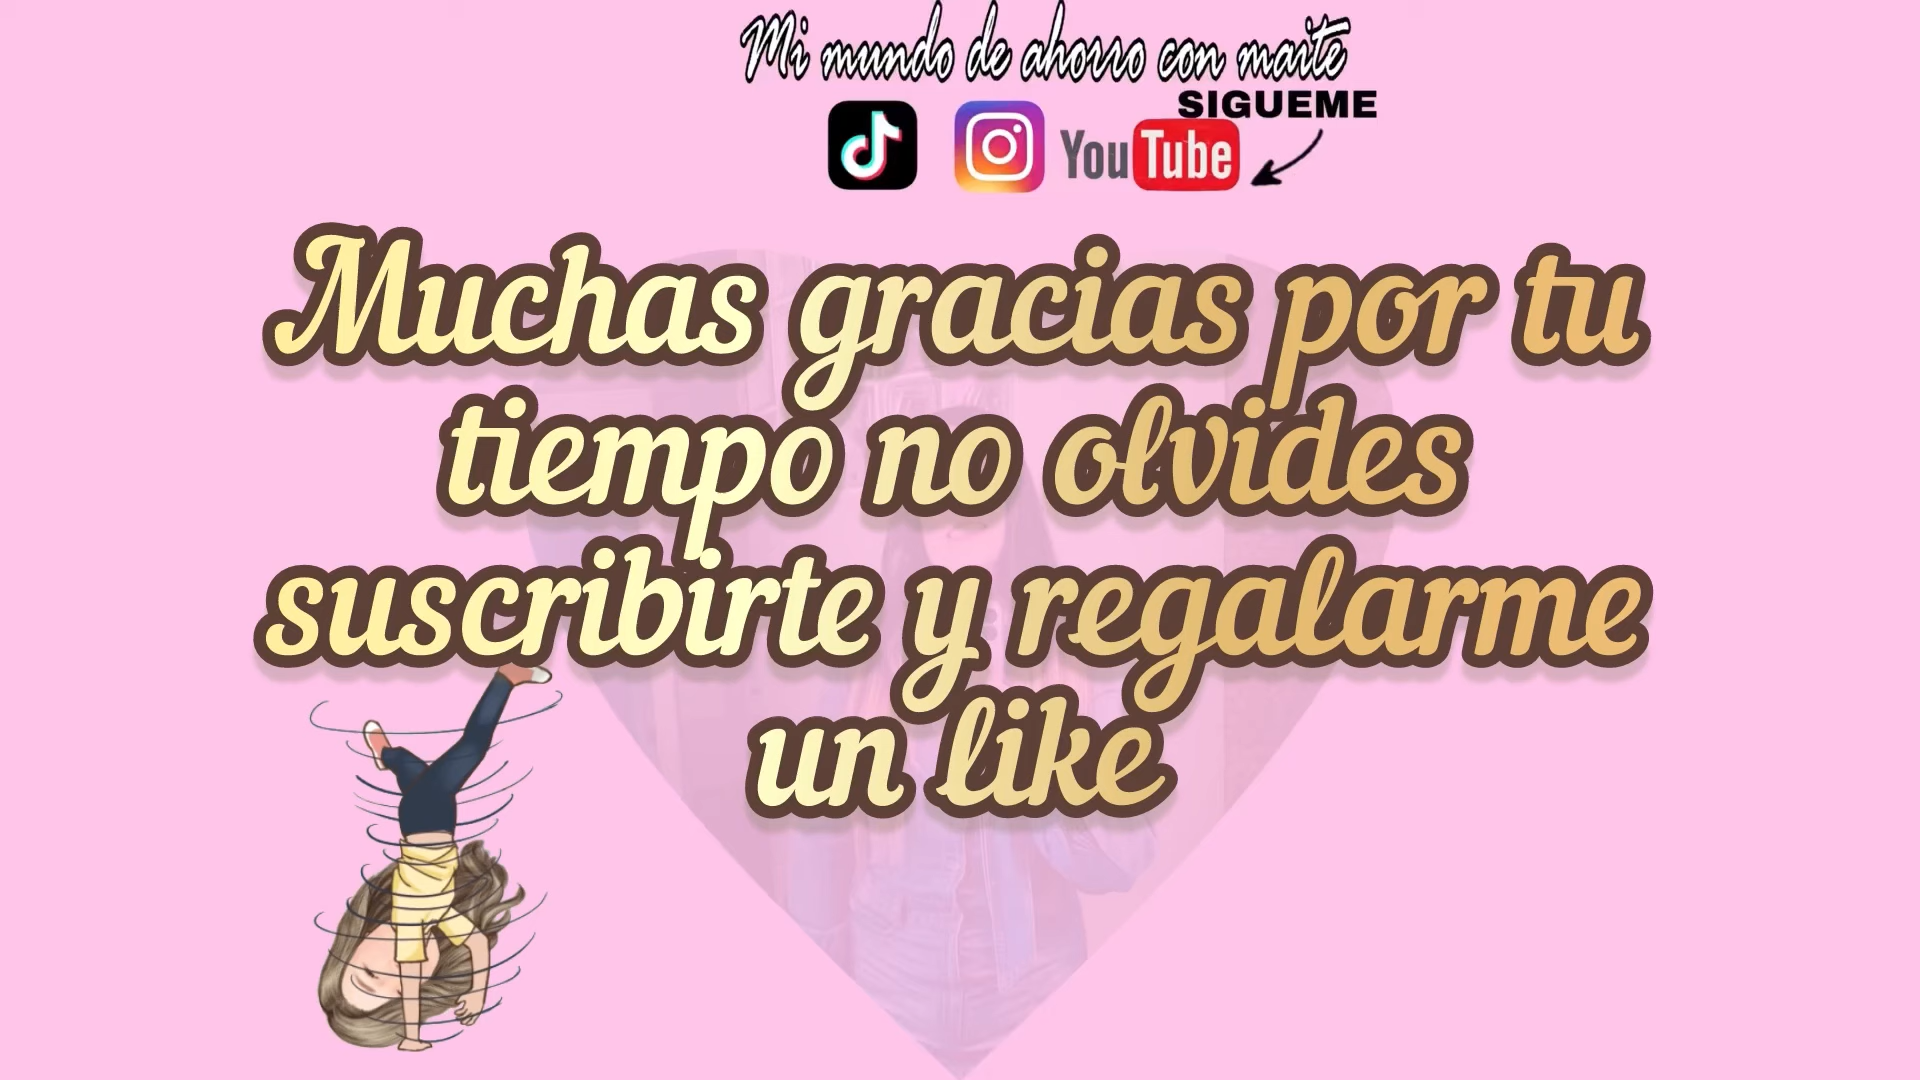 Mi mundo de ahorro con maite
SIGUEME
YouTube
Muchas gracias por tu
tiempo no olvides
suscribirte y regalarme
un like